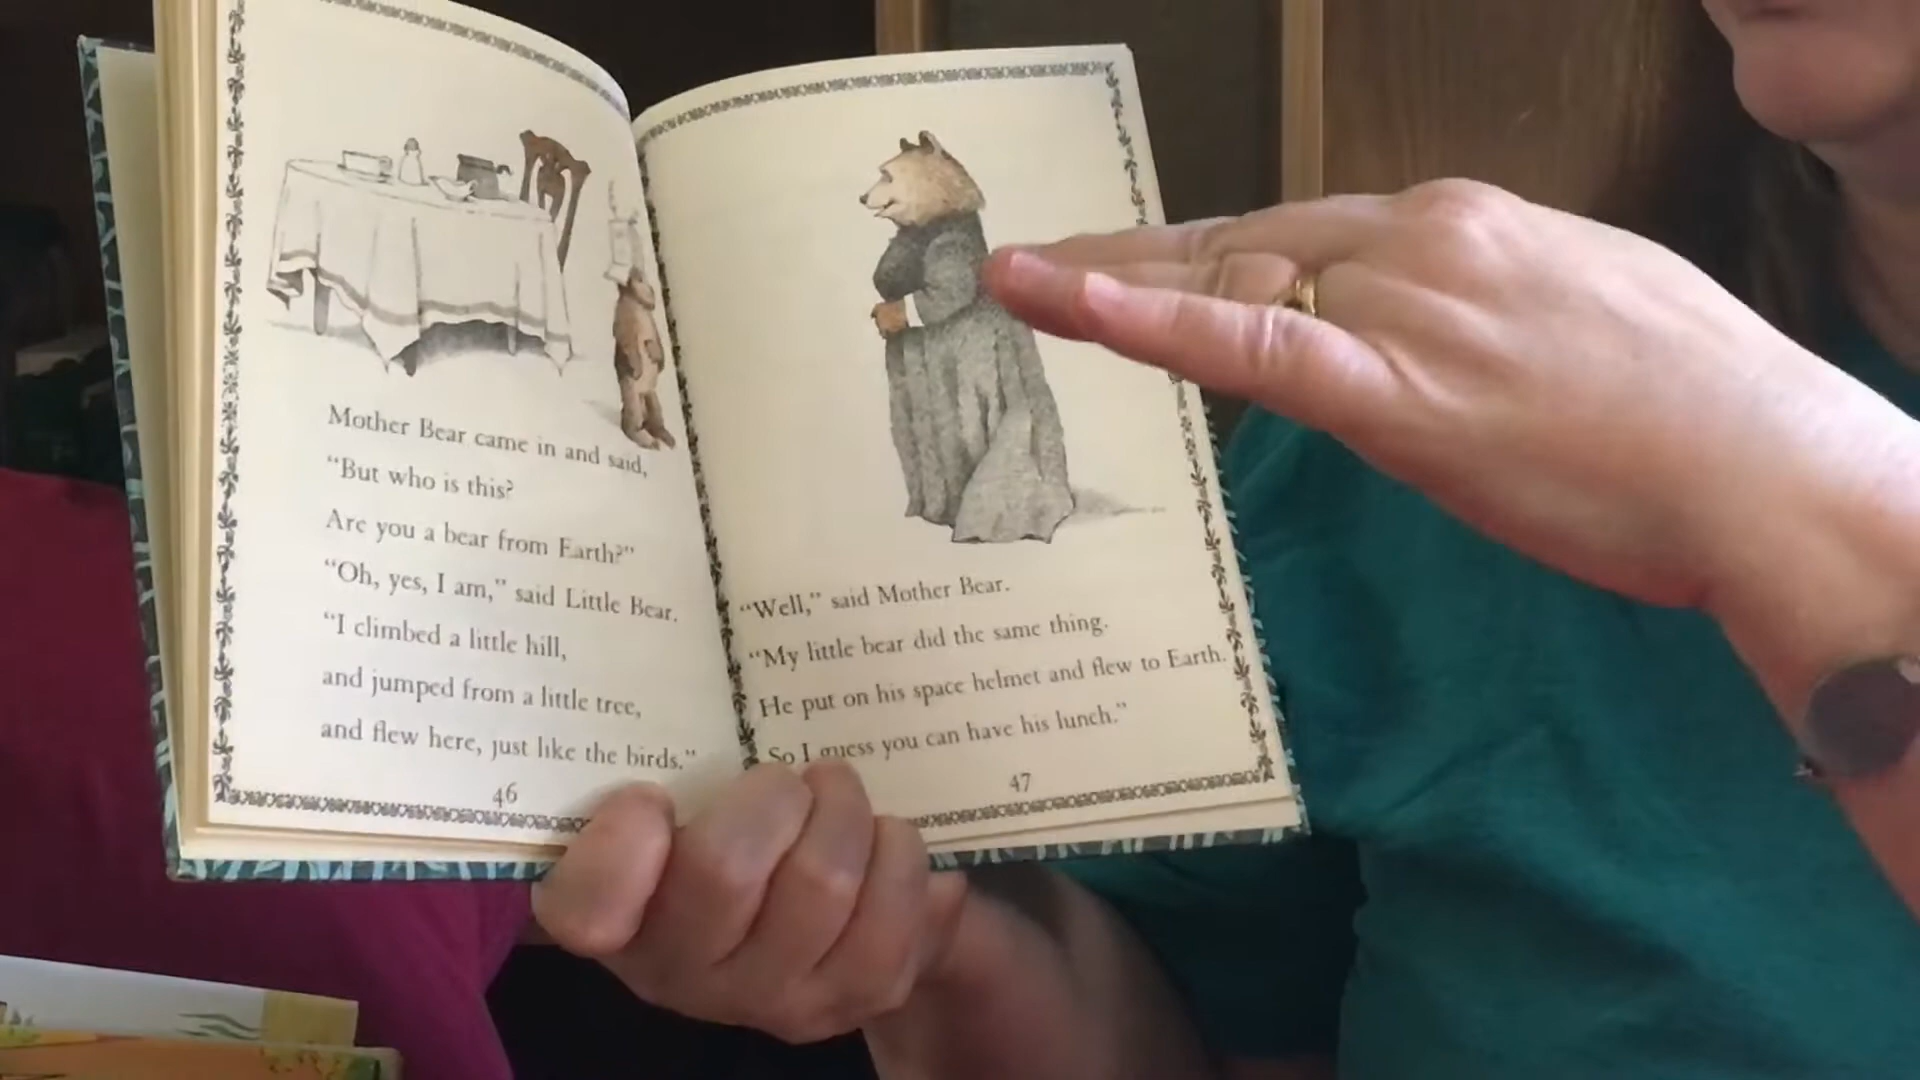 Mother Bear came in and said,
“But who is this?
Are you a bear from Earth?”
“Oh, yes, I am,” said Little Bear.
“I climbed a little hill,
and jumped from a little tree,
and flew here, just like the birds.”
46
“Well,” said Mother Bear.
“My little bear did the same thing.
He put on his space helmet and flew to Earth.
So I guess you can have his lunch.”
47